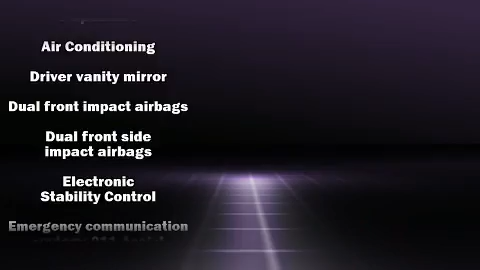 Air Conditioning
Driver vanity mirror
Dual front impact airbags
Dual front side
impact airbags
Electronic
Stability Control
Emergency communication